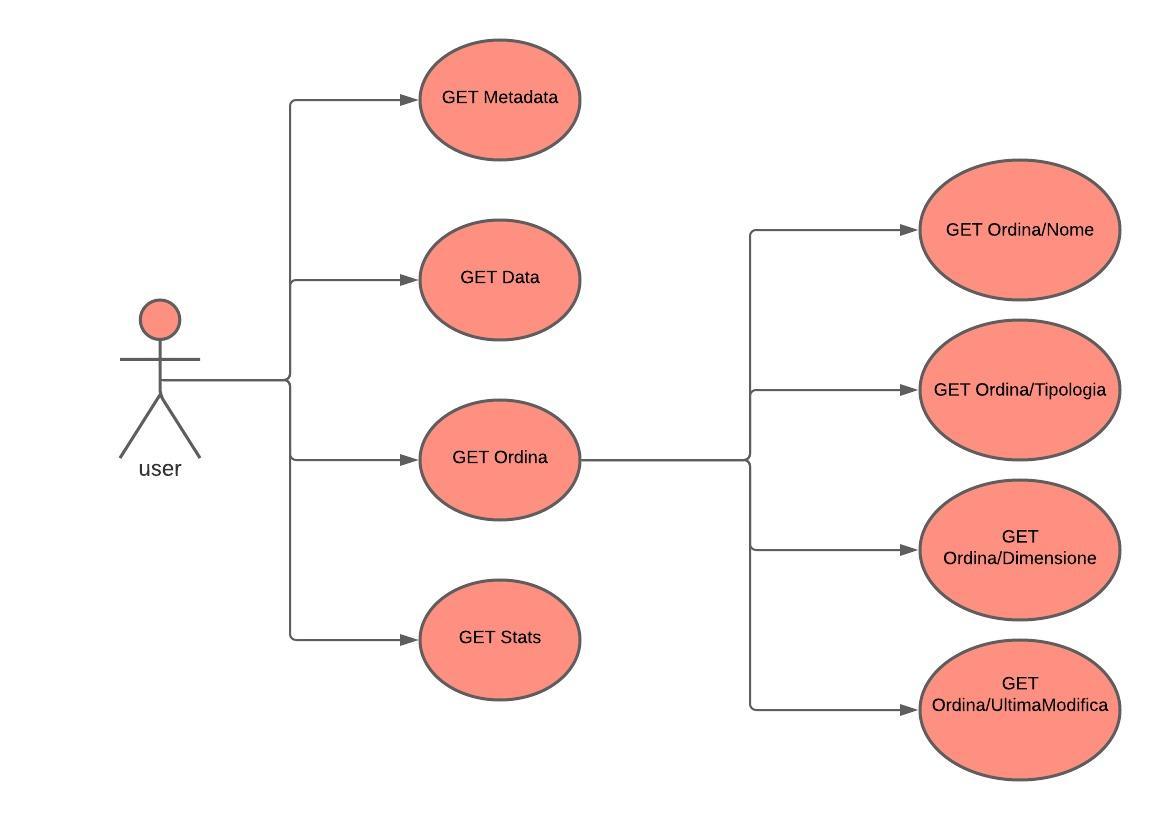 user
GET Metadata
GET Data
GET Ordina
GET Stats
GET Ordina/Nome
GET Ordina/Tipologia
GET
Ordina/Dimensione
GET
Ordina/UltimaModifica